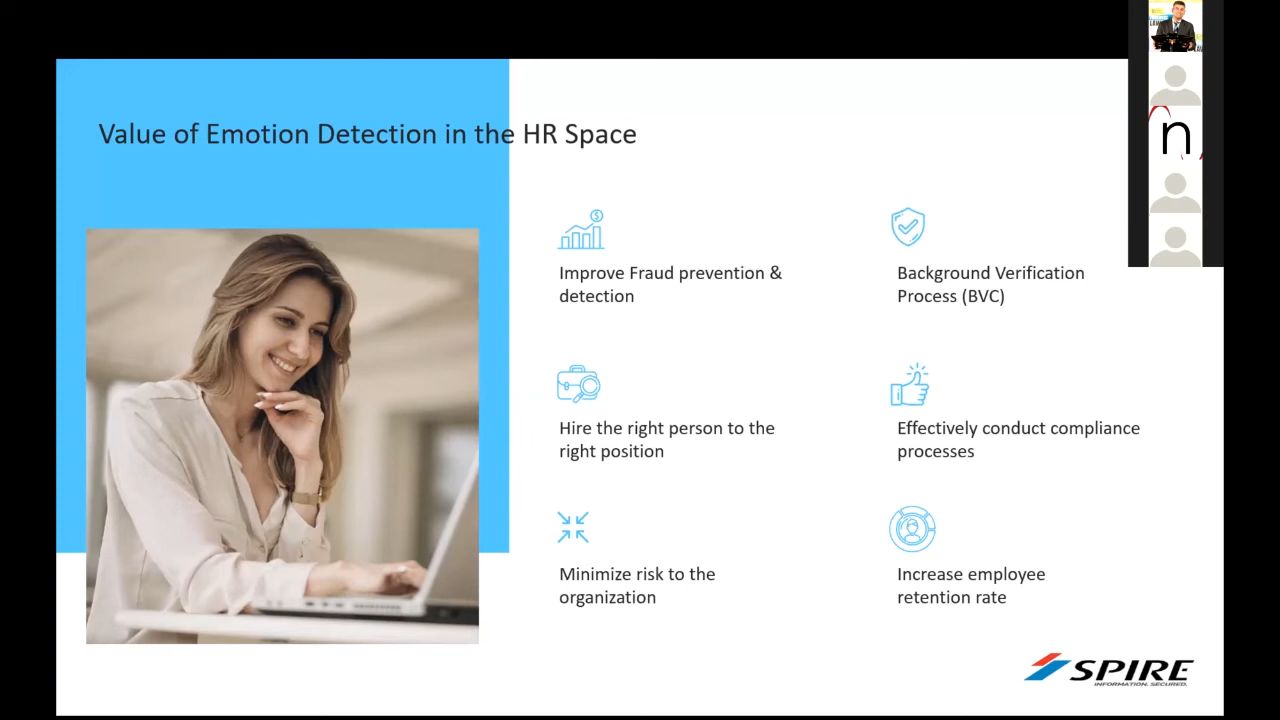 Value of Emotion Detection in the HR Space
n
$
Improve Fraud prevention &
detection
Background Verification
Process (BVC)
Hire the right person to the
right position
Effectively conduct compliance
processes
Minimize risk to the
organization
Increase employee
retention rate
SPIRE
INFORMATION. SECURED.